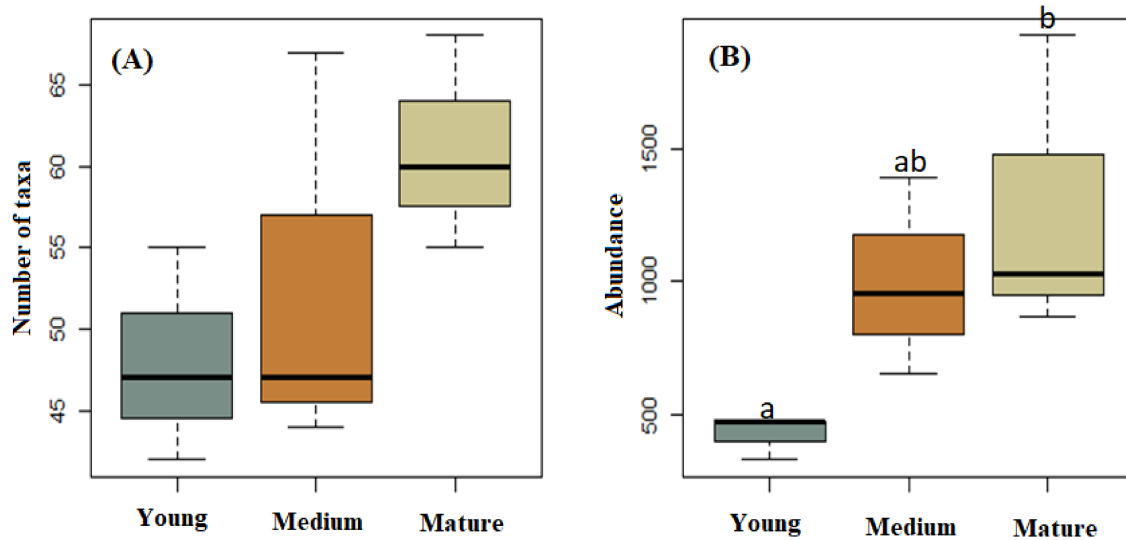 (A)
Number of taxa
65
60
55
50
45
Young Medium Mature
(B)
Abundance
1500
1000
500
a
ab
b
Young Medium Mature